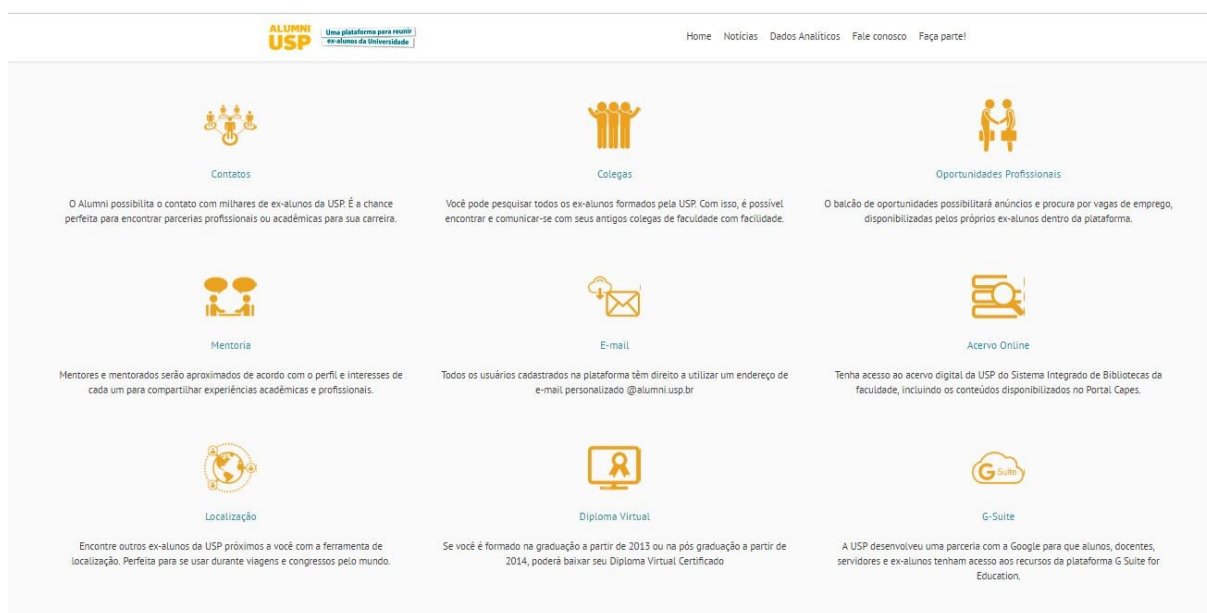 ALUMNI
USP
Uma plataforma para reunir
ex-alunos da Universidade
Home Notícias Dados Analíticos Fale conosco Faça parte!
Contatos
O Alumni possibilita o contato com milhares de ex-alunos da USP. É a chance
perfeita para encontrar parcerias profissionais ou acadêmicas para sua carreira.
Colegas
Você pode pesquisar todos os ex-alunos formados pela USP. Com isso, é possível
encontrar e comunicar-se com seus antigos colegas de faculdade com facilidade.
Oportunidades Profissionais
O balcão de oportunidades possibilitará anúncios e procura por vagas de emprego,
disponibilizadas pelos próprios ex-alunos dentro da plataforma.
Mentoria
Mentores e mentorados serão aproximados de acordo com o perfil e interesses de
cada um para compartilhar experiências acadêmicas e profissionais.
E-mail
Todos os usuários cadastrados na plataforma têm direito a utilizar um endereço de
e-mail personalizado @alumni.usp.br
Acervo Online
Tenha acesso ao acervo digital da USP do Sistema Integrado de Bibliotecas da
faculdade, incluindo os conteúdos disponibilizados no Portal Capes.
Localização
Encontre outros ex-alunos da USP próximos a você com a ferramenta de
localização. Perfeita para se usar durante viagens e congressos pelo mundo.
Diploma Virtual
Se você é formado na graduação a partir de 2013 ou na pós graduação a partir de
2014, poderá baixar seu Diploma Virtual Certificado
G Suite
G-Suite
A USP desenvolveu uma parceria com a Google para que alunos, docentes,
servidores e ex-alunos tenham acesso aos recursos da plataforma G Suite for
Education.